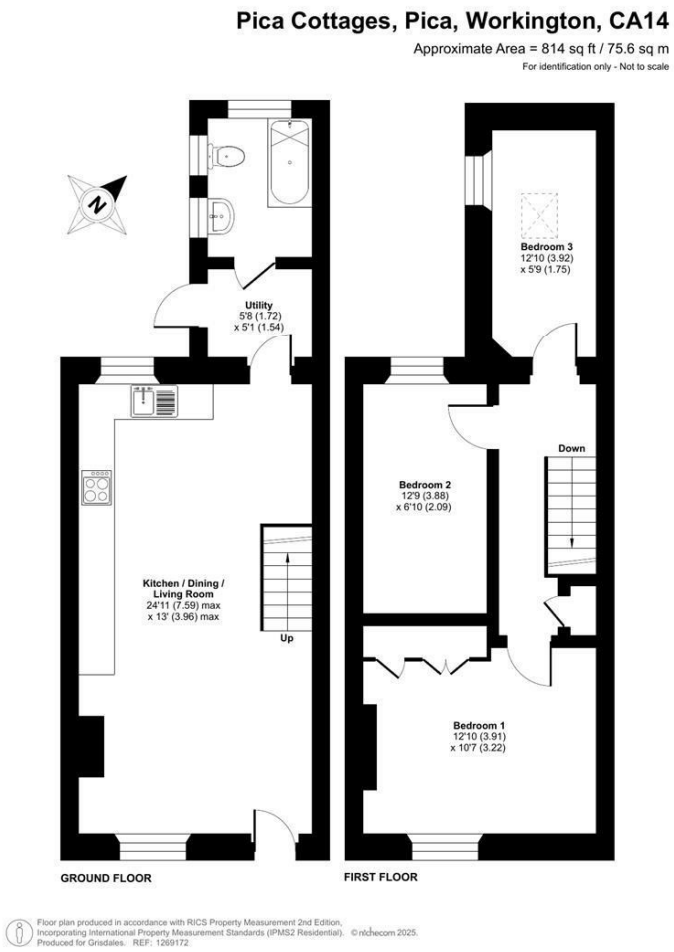 Pica Cottages, Pica, Workington, CA14
Approximate Area = 814 sq ft / 75.6 sq m
For identification only - Not to scale
N
Utility
5'8 (1.72)
x 5'1 (1.54)
Bedroom 3
12'10 (3.92)
x 5'9 (1.75)
Down
Bedroom 2
12'9 (3.88)
x 6'10 (2.09)
Kitchen / Dining /
Living Room
24'11 (7.59) max
x 13' (3.96) max
Up
Bedroom 1
12'10 (3.91)
x 10'7 (3.22)
GROUND FLOOR
FIRST FLOOR
Floor plan produced in accordance with RICS Property Measurement 2nd Edition,
Incorporating International Property Measurement Standards (IPMS2 Residential). © nichecom 2025.
Produced for Grisdales. REF: 1269172